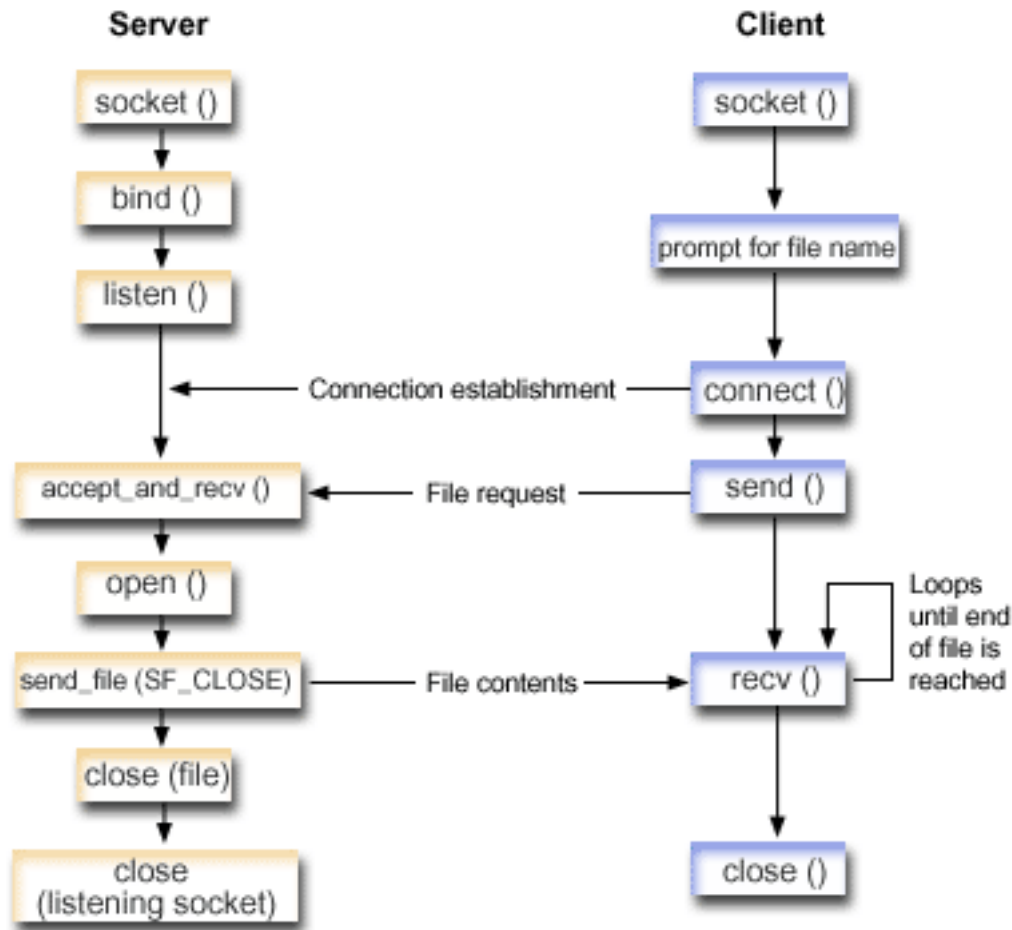 Server
Client
socket ()
socket ()
bind ()
prompt for file name
listen ()
Connection establishment
connect ()
accept_and_recv ()
File request
send ()
open ()
Loops
until end
of file is
reached
send_file (SF_CLOSE)
File contents
recv ()
close (file)
close
(listening socket)
close ()